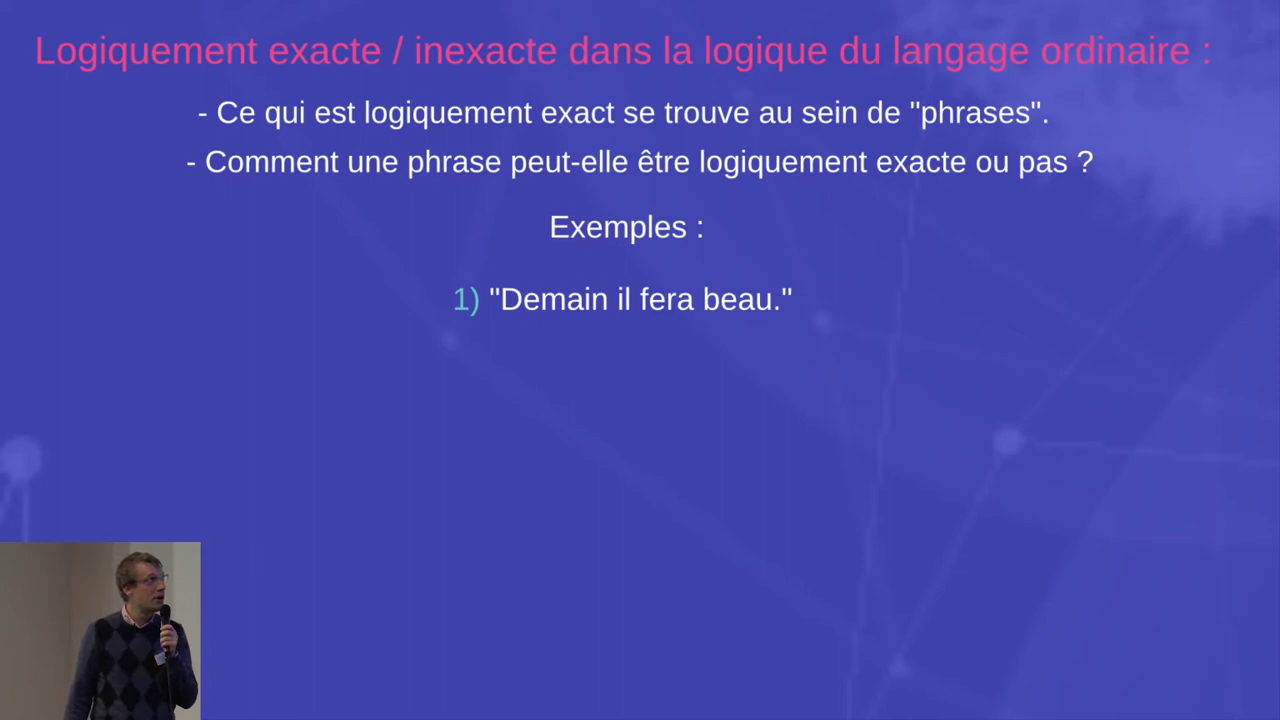 Logiquement exacte / inexacte dans la logique du langage ordinaire :
- Ce qui est logiquement exact se trouve au sein de "phrases".
- Comment une phrase peut-elle être logiquement exacte ou pas ?
Exemples :
1) "Demain il fera beau."